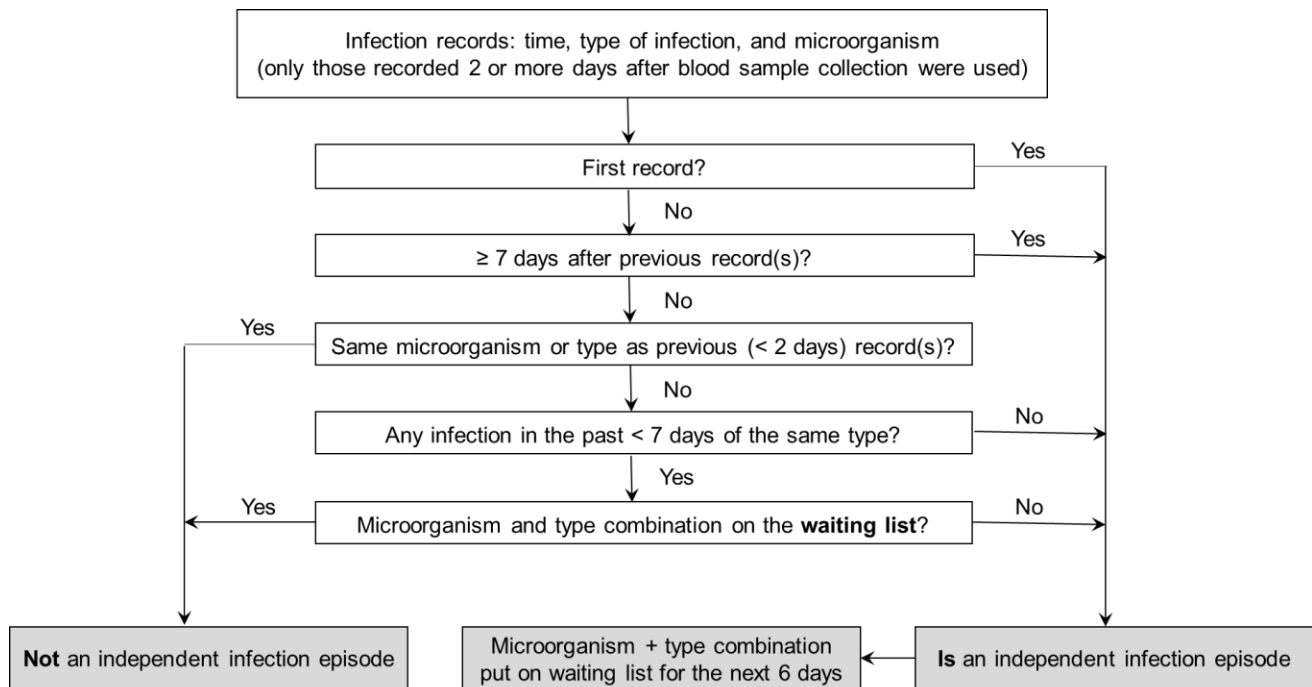 Infection records: time, type of infection, and microorganism
(only those recorded 2 or more days after blood sample collection were used)
Yes
First record?
No
Yes
≥ 7 days after previous record(s)?
No
Yes
Same microorganism or type as previous (< 2 days) record(s)?
No
No
Any infection in the past < 7 days of the same type?
Yes
Yes
No
Microorganism and type combination on the waiting list?
Not an independent infection episode
Microorganism + type combination
put on waiting list for the next 6 days
Is an independent infection episode